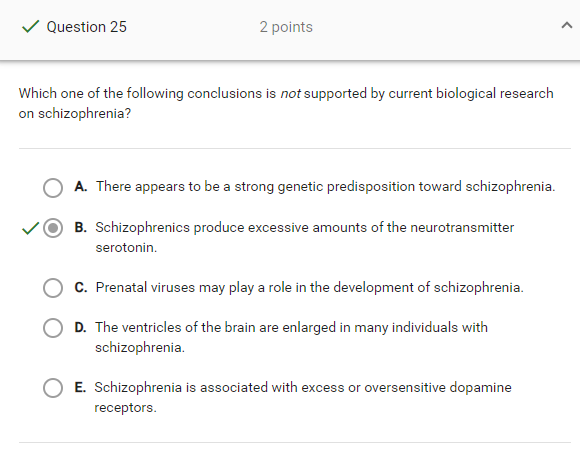 Question 25 2 points
Which one of the following conclusions is not supported by current biological research
on schizophrenia?
A. There appears to be a strong genetic predisposition toward schizophrenia.
B. Schizophrenics produce excessive amounts of the neurotransmitter
serotonin.
C. Prenatal viruses may play a role in the development of schizophrenia.
D. The ventricles of the brain are enlarged in many individuals with
schizophrenia.
E. Schizophrenia is associated with excess or oversensitive dopamine
receptors.